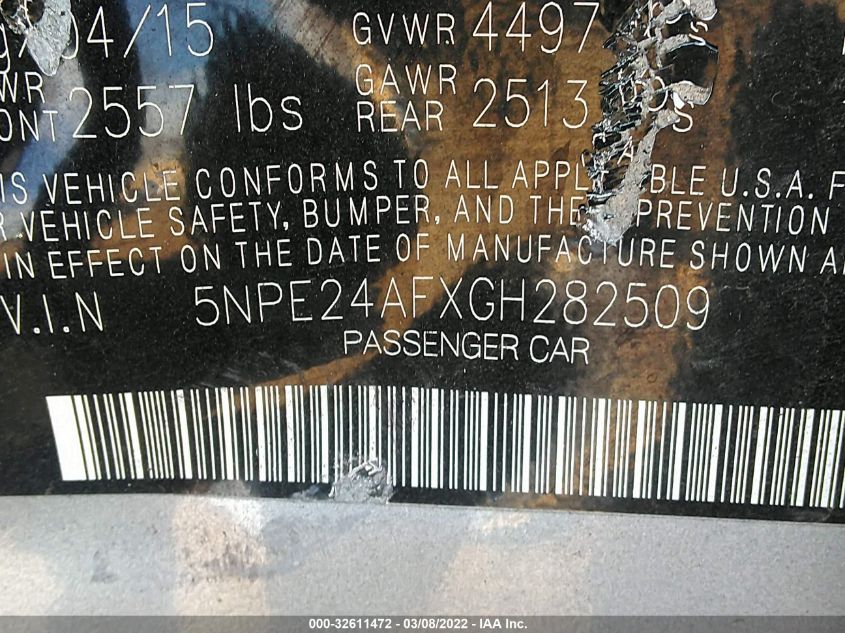 04/15 GVWR 4497
2557 lbs GAWR REAR 2513
VEHICLE CONFORMS TO ALL U.S.A.
VEHICLE SAFETY, BUMPER, AND PREVENTION
IN EFFECT ON THE DATE OF MANUFACTURE SHOWN
V.I.N 5NPE24AFXGH282509
PASSENGER CAR
000-32611472 - 03/08/2022 - IAA Inc.